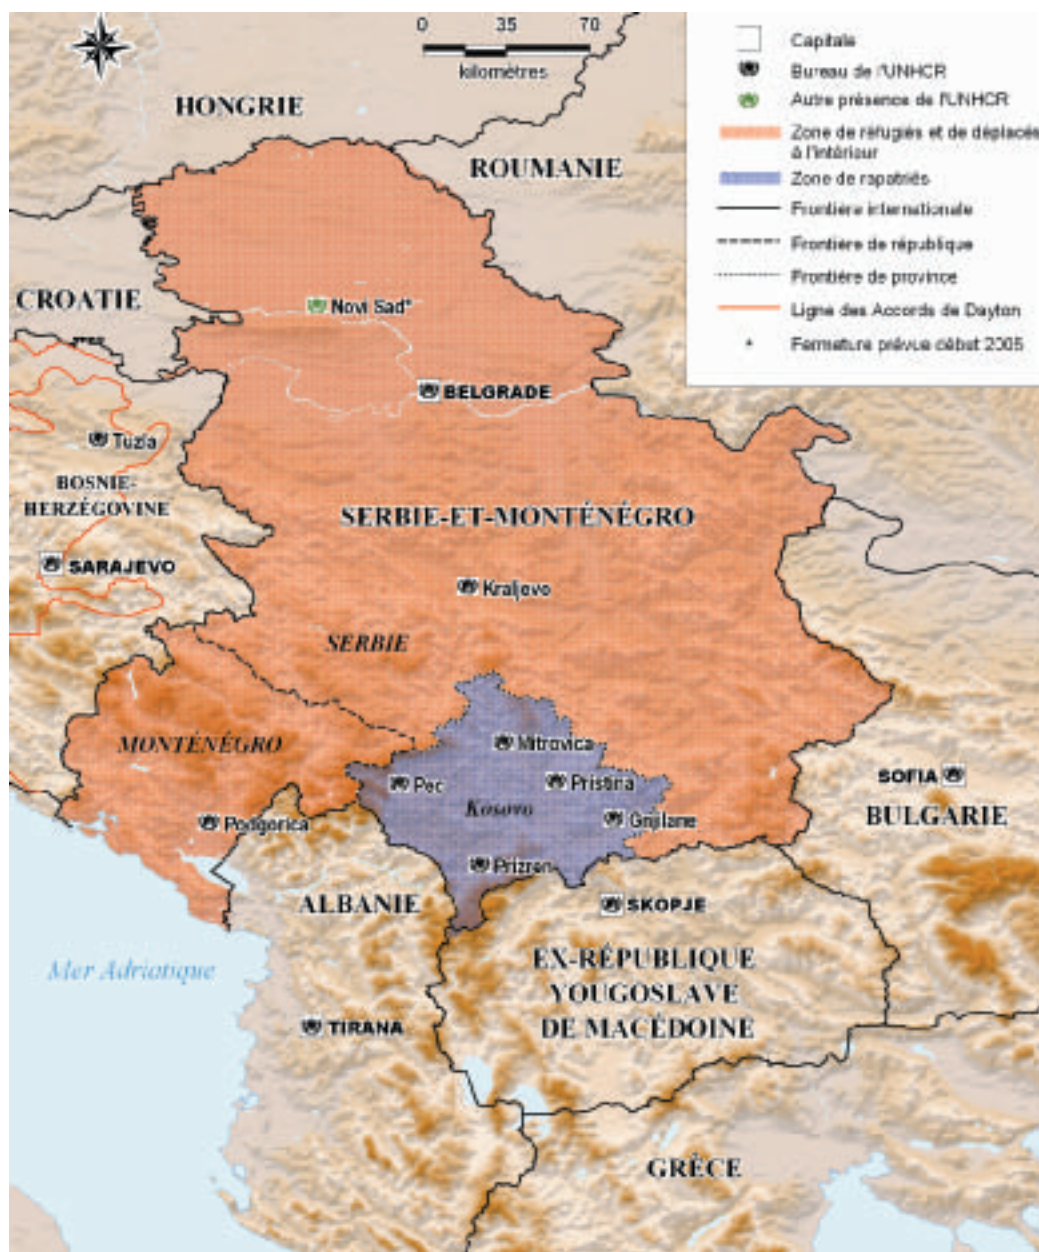 0 35 70
kilomètres
Capitale
Bureau de l'UNHCR
Autre présence de l'UNHCR
Zone de réfugiés et de déplacés
à l'intérieur
Zone de rapatriés
Frontière internationale
Frontière de république
Frontière de province
Ligne des Accords de Dayton
* Fermeture prévue début 2005
HONGRIE
ROUMANIE
CROATIE
Novi Sad*
BELGRADE
Tuzla
BOSNIE-
HERZÉGOVINE
SARAJEVO
SERBIE-ET-MONTÉNÉGRO
Kraljevo
SERBIE
MONTÉNÉGRO
Mitrovica
Pec
Pristina
Kosovo
Gnjilane
Podgorica
Prizren
SOFIA
BULGARIE
ALBANIE
SKOPJE
Mer Adriatique
EX-RÉPUBLIQUE
YOUGOSLAVE
DE MACÉDOINE
TIRANA
GRÈCE